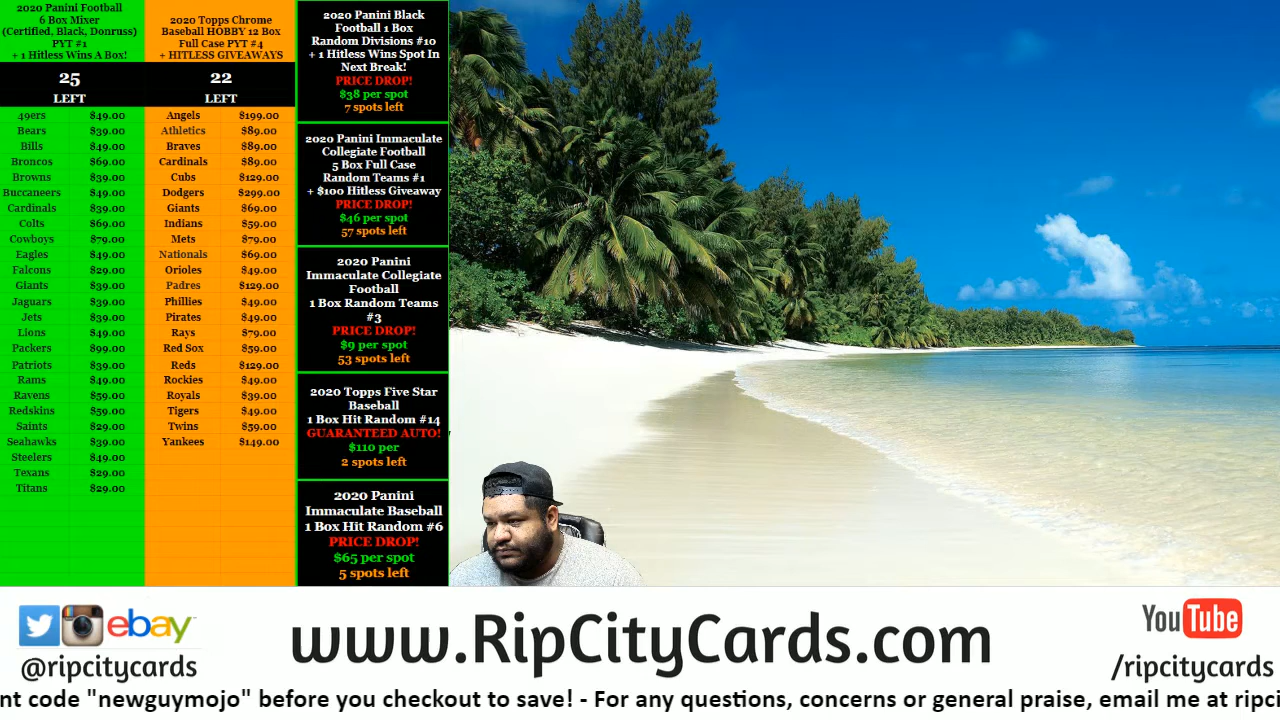 2020 Panini Football
6 Box Mixer
(Certified, Black, Donruss)
PYT #1
+ 1 Hitless Wins A Box!
25
LEFT
49ers $49.00
Bears $39.00
Bills $49.00
Broncos $69.00
Browns $39.00
Buccaneers $49.00
Cardinals $39.00
Colts $69.00
Cowboys $79.00
Eagles $49.00
Falcons $29.00
Giants $39.00
Jaguars $39.00
Jets $39.00
Lions $49.00
Packers $99.00
Patriots $39.00
Rams $49.00
Ravens $59.00
Redskins $59.00
Saints $29.00
Seahawks $39.00
Steelers $49.00
Texans $29.00
Titans $29.00
2020 Topps Chrome
Baseball HOBBY 12 Box
Full Case PYT #4
+ HITLESS GIVEAWAYS
22
LEFT
Angels $199.00
Athletics $89.00
Braves $89.00
Cardinals $89.00
Cubs $129.00
Dodgers $299.00
Giants $69.00
Indians $59.00
Mets $79.00
Nationals $69.00
Orioles $49.00
Padres $129.00
Phillies $49.00
Pirates $49.00
Rays $79.00
Red Sox $59.00
Reds $129.00
Rockies $49.00
Royals $39.00
Tigers $49.00
Twins $59.00
Yankees $149.00
2020 Panini Black
Football 1 Box
Random Divisions #10
+ 1 Hitless Wins Spot In
Next Break!
PRICE DROP!
$38 per spot
7 spots left
2020 Panini Immaculate
Collegiate Football
5 Box Full Case
Random Teams #1
+ $100 Hitless Giveaway
PRICE DROP!
$46 per spot
57 spots left
2020 Panini
Immaculate Collegiate
Football
1 Box Random Teams
#3
PRICE DROP!
$9 per spot
53 spots left
2020 Topps Five Star
Baseball
1 Box Hit Random #14
GUARANTEED AUTO!
$110 per
2 spots left
2020 Panini
Immaculate Baseball
1 Box Hit Random #6
PRICE DROP!
$65 per spot
5 spots left
ebay
@ripcitycards
www.RipCityCards.com
YouTube
/ripcitycards
nt code "newguymojo" before you checkout to save! - For any questions, concerns or general praise, email me at ripci